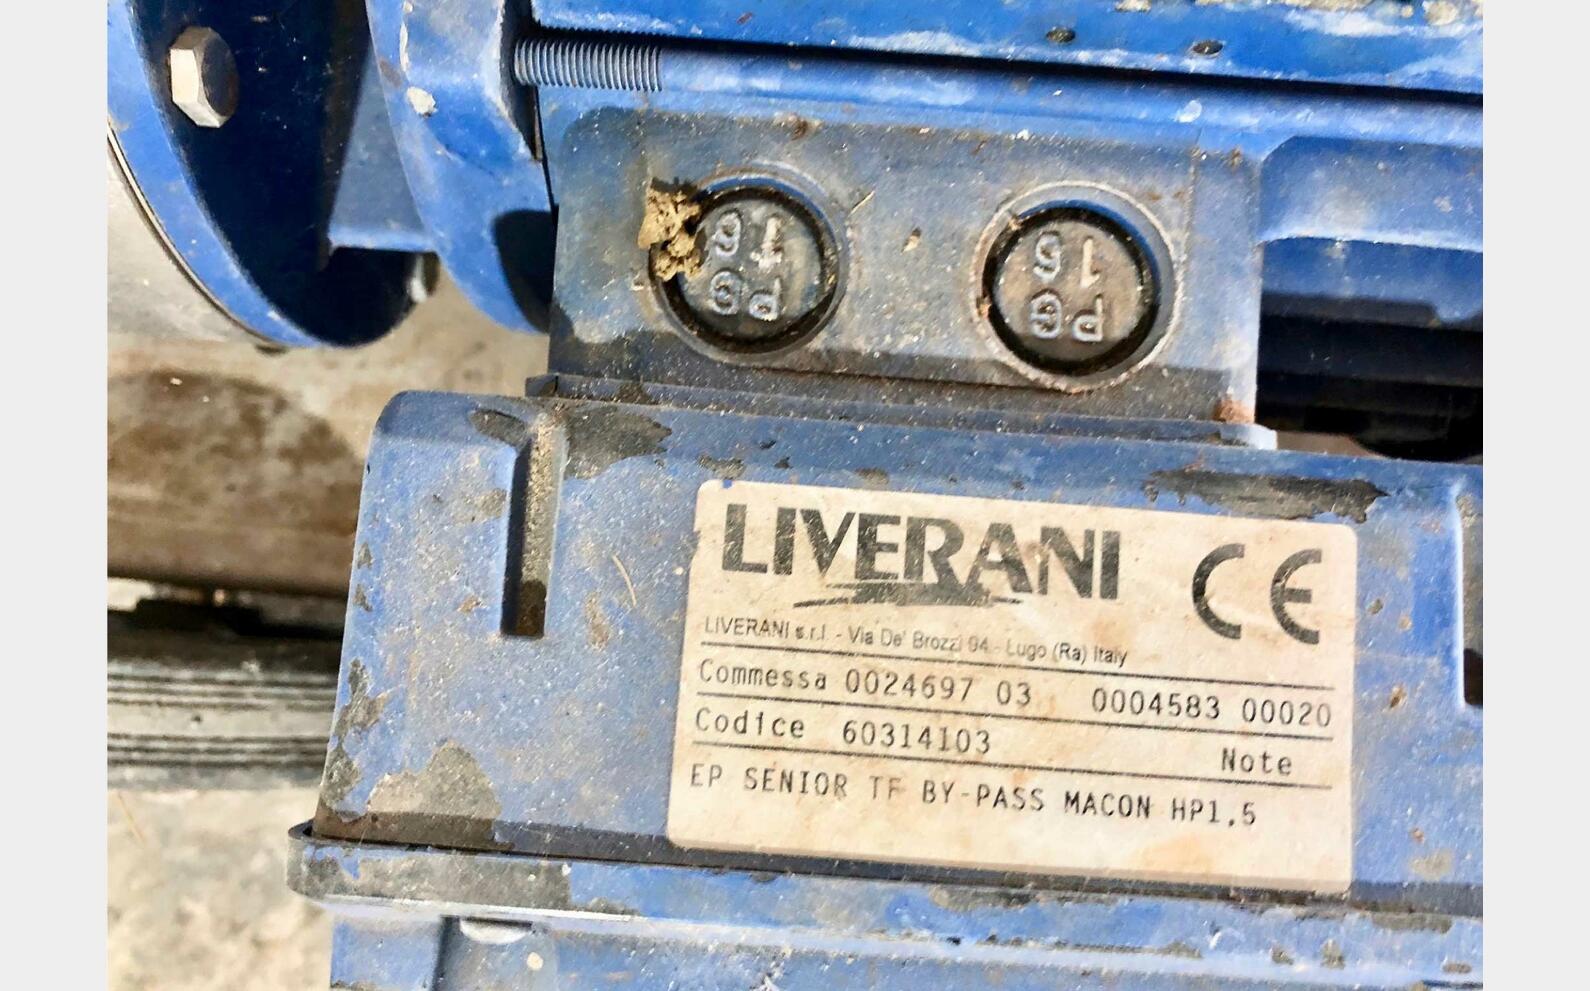 16
PG
16
PG
LIVERANI
CE
LIVERANI s.r.l. - Via De' Brozzi 94 - Lugo (Ra) Italy
Commessa 0024697 03 0004583 00020
Codice 60314103 Note
EP SENIOR TF BY-PASS MACON HP1,5